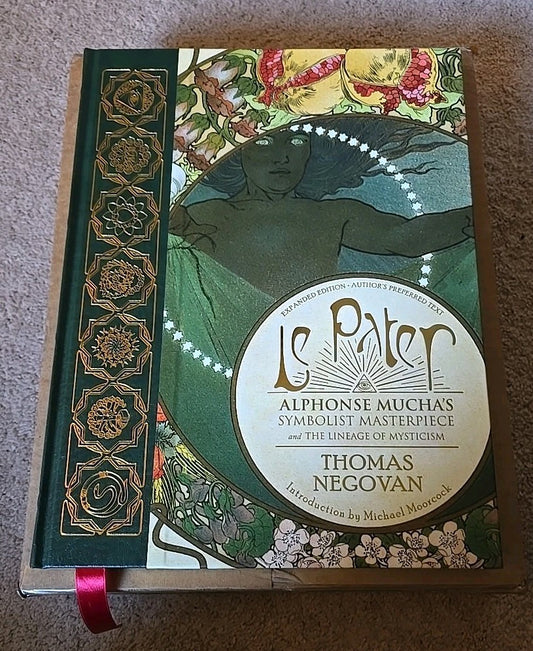 EXPANDED EDITION • AUTHOR'S PREFERRED TEXT
Le Pater
ALPHONSE MUCHA'S
SYMBOLIST MASTERPIECE
and THE LINEAGE OF MYSTICISM
THOMAS
NEGOVAN
Introduction by Michael Moorcock